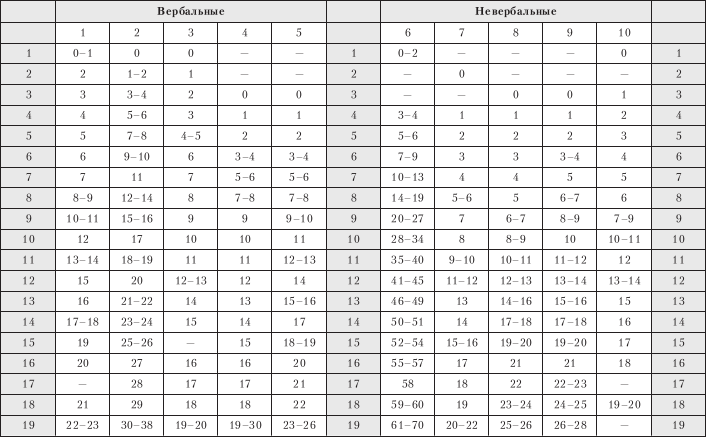 Вербальные Невербальные
1 2 3 4 5 6 7 8 9 10
1 0–1 0 0 — — 1 0–2 — — — 0 1
2 2 1–2 1 — — 2 — 0 — — — 2
3 3 3–4 2 0 0 3 — — 0 0 1 3
4 4 5–6 3 1 1 4 3–4 1 1 1 2 4
5 5 7–8 4–5 2 2 5 5–6 2 2 2 3 5
6 6 9–10 6 3–4 3–4 6 7–9 3 3 3–4 4 6
7 7 11 7 5–6 5–6 7 10–13 4 4 5 5 7
8 8–9 12–14 8 7–8 7–8 8 14–19 5–6 5 6–7 6 8
9 10–11 15–16 9 9 9–10 9 20–27 7 6–7 8–9 7–9 9
10 12 17 10 10 11 10 28–34 8 8–9 10 10–11 10
11 13–14 18–19 11 11 12–13 11 35–40 9–10 10–11 11–12 12 11
12 15 20 12–13 12 14 12 41–45 11–12 12–13 13–14 13–14 12
13 16 21–22 14 13 15–16 13 46–49 13 14–16 15–16 15 13
14 17–18 23–24 15 14 17 14 50–51 14 17–18 17–18 16 14
15 19 25–26 — 15 18–19 15 52–54 15–16 19–20 19–20 17 15
16 20 27 16 16 20 16 55–57 17 21 21 18 16
17 — 28 17 17 21 17 58 18 22 22–23 — 17
18 21 29 18 18 22 18 59–60 19 23–24 24–25 19–20 18
19 22–23 30–38 19–20 19–30 23–26 19 61–70 20–22 25–26 26–28 — 19